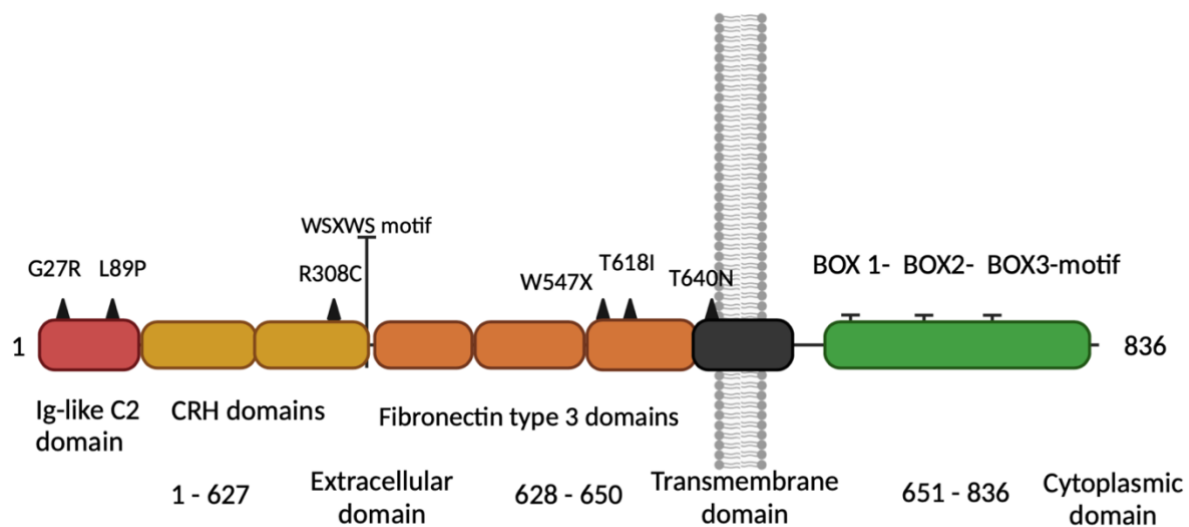 WSXWS motif
G27R L89P R308C W547X T618I T640N BOX 1- BOX2- BOX3-motif
1 836
Ig-like C2
domain
CRH domains
Fibronectin type 3 domains
1 - 627
Extracellular
domain
628 - 650
Transmembrane
domain
651 - 836
Cytoplasmic
domain